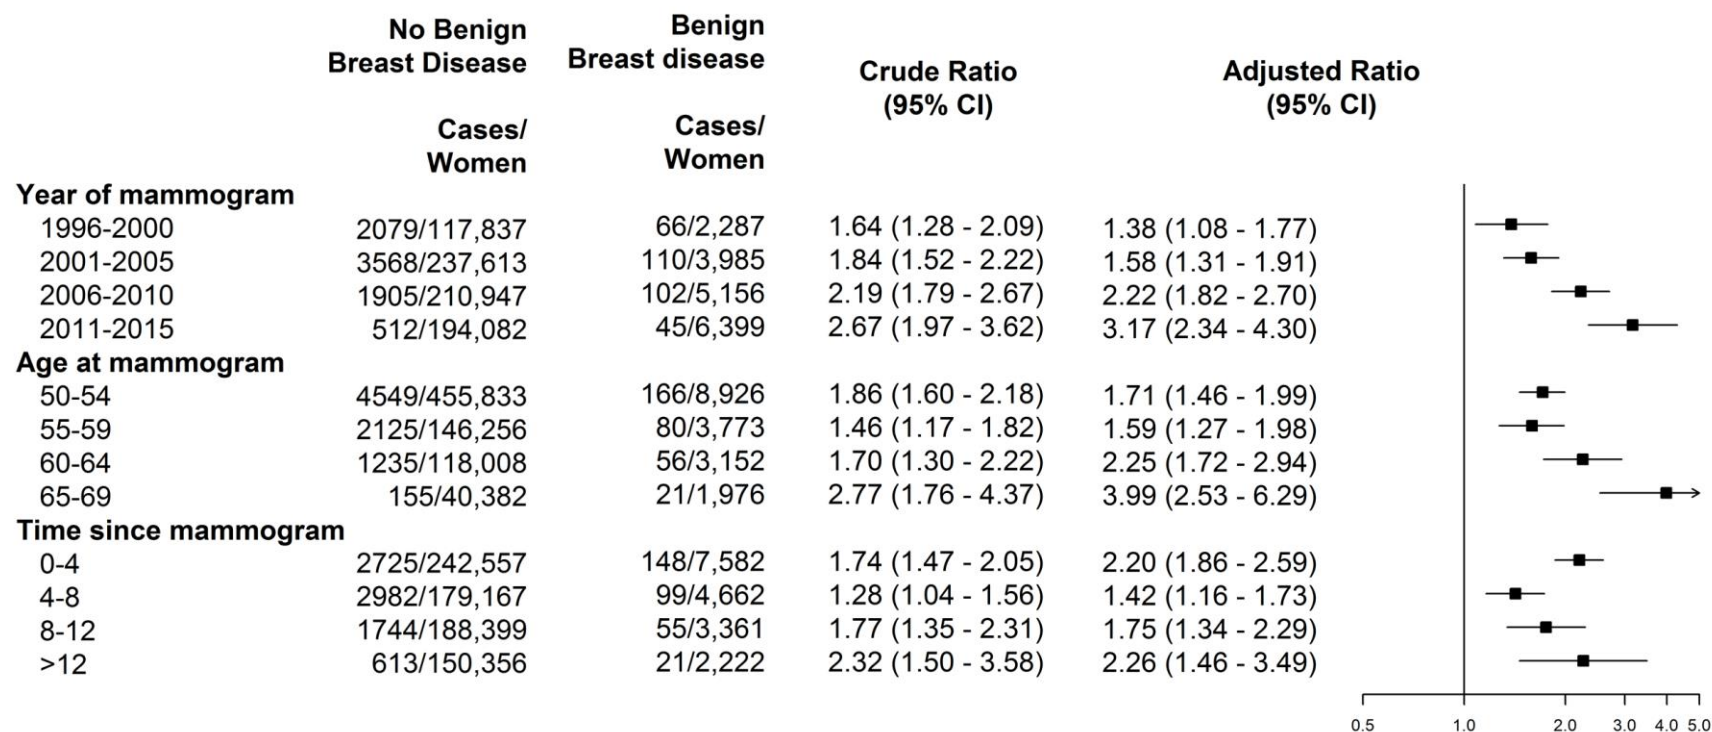 No Benign Breast Disease
Benign Breast disease
Crude Ratio (95% CI)
Adjusted Ratio (95% CI)
Cases/ Women
Cases/ Women
Year of mammogram
1996-2000 2079/117,837 66/2,287 1.64 (1.28 - 2.09) 1.38 (1.08 - 1.77)
2001-2005 3568/237,613 110/3,985 1.84 (1.52 - 2.22) 1.58 (1.31 - 1.91)
2006-2010 1905/210,947 102/5,156 2.19 (1.79 - 2.67) 2.22 (1.82 - 2.70)
2011-2015 512/194,082 45/6,399 2.67 (1.97 - 3.62) 3.17 (2.34 - 4.30)
Age at mammogram
50-54 4549/455,833 166/8,926 1.86 (1.60 - 2.18) 1.71 (1.46 - 1.99)
55-59 2125/146,256 80/3,773 1.46 (1.17 - 1.82) 1.59 (1.27 - 1.98)
60-64 1235/118,008 56/3,152 1.70 (1.30 - 2.22) 2.25 (1.72 - 2.94)
65-69 155/40,382 21/1,976 2.77 (1.76 - 4.37) 3.99 (2.53 - 6.29)
Time since mammogram
0-4 2725/242,557 148/7,582 1.74 (1.47 - 2.05) 2.20 (1.86 - 2.59)
4-8 2982/179,167 99/4,662 1.28 (1.04 - 1.56) 1.42 (1.16 - 1.73)
8-12 1744/188,399 55/3,361 1.77 (1.35 - 2.31) 1.75 (1.34 - 2.29)
>12 613/150,356 21/2,222 2.32 (1.50 - 3.58) 2.26 (1.46 - 3.49)
0.5 1.0 2.0 3.0 4.0 5.0